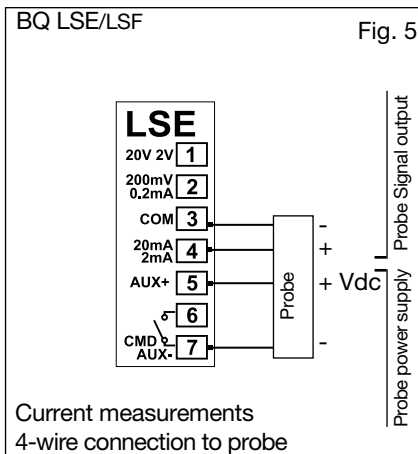 BQ LSE/LSF
Fig. 5
LSE
20V 2V 1
200mV
0.2mA 2
COM 3
20mA
2mA 4
AUX+ 5
6
CMD
AUX- 7
Probe
-
+
+ Vdc
-
Probe Signal output
Probe power supply
Current measurements
4-wire connection to probe